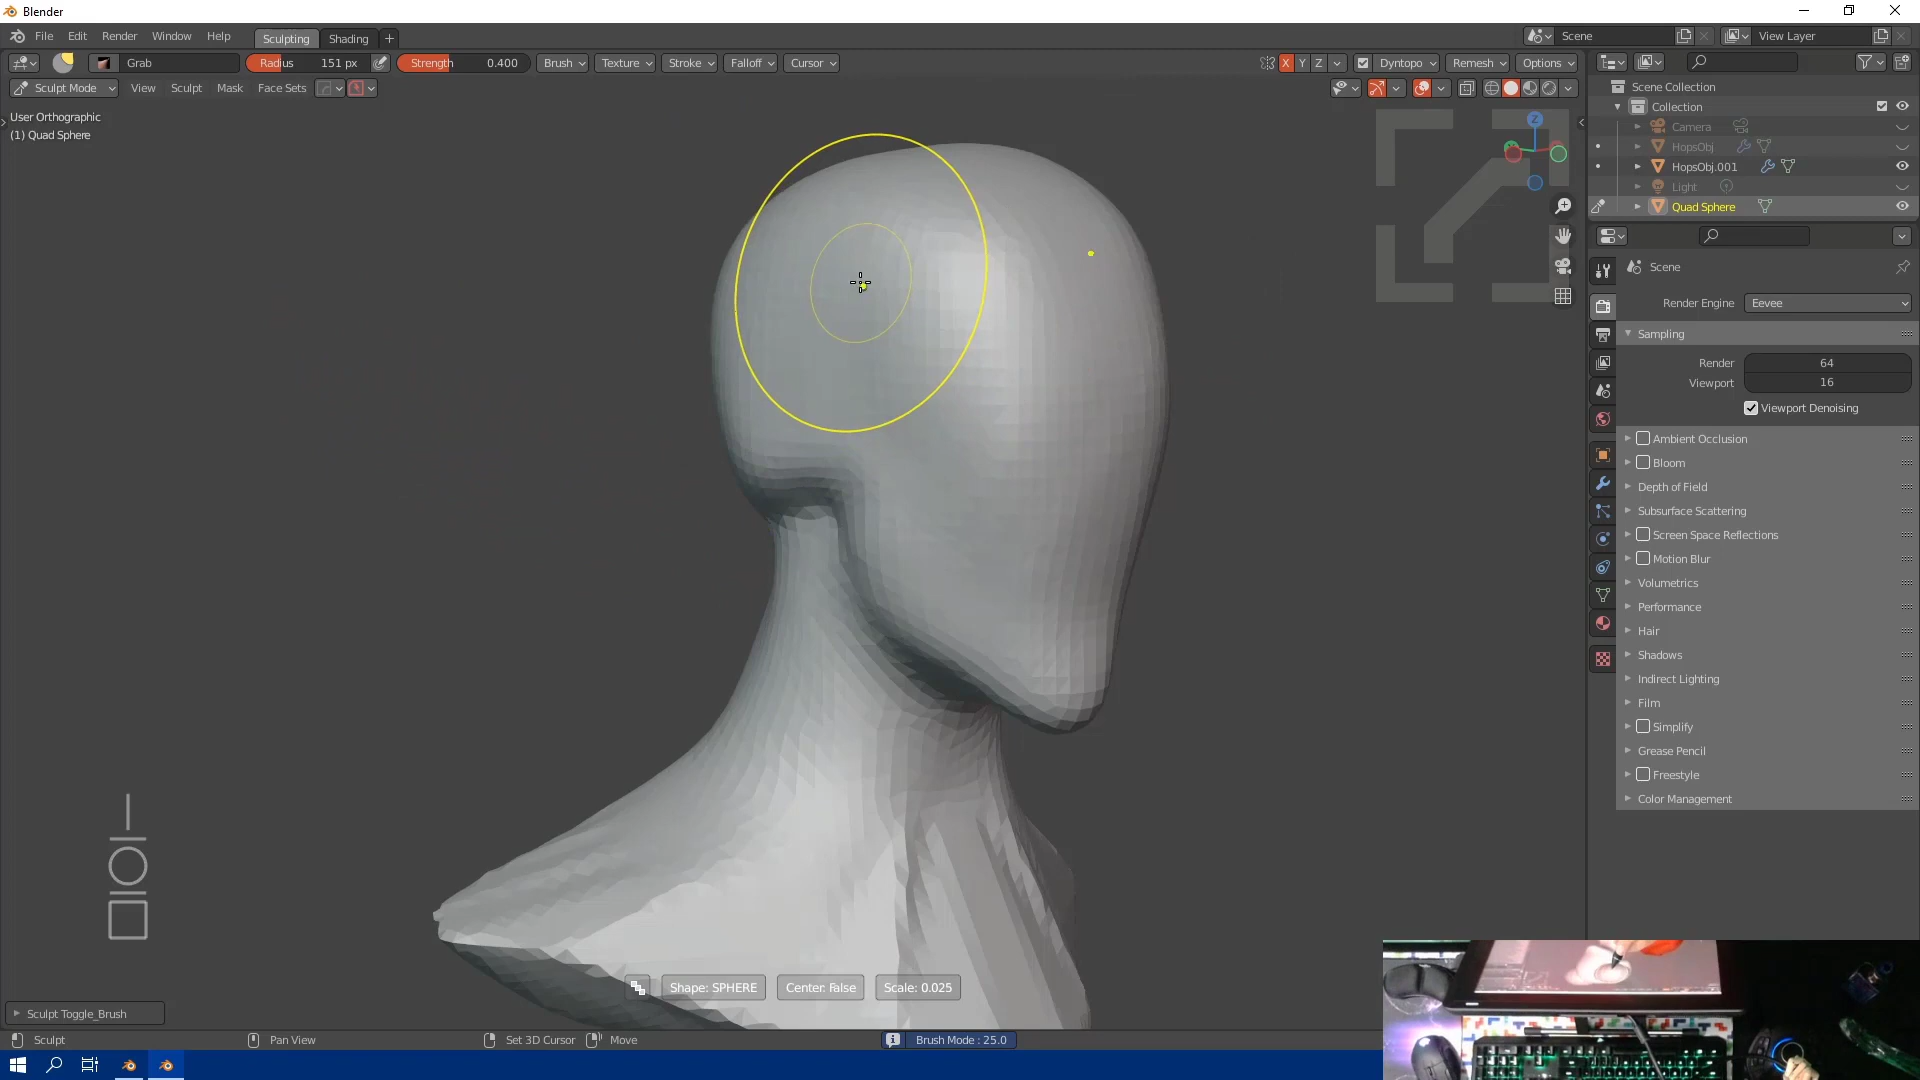 Blender
File Edit Render Window Help Sculpting Shading + Scene View Layer
Grab Radius 151 px Strength 0.400 Brush Texture Stroke Falloff Cursor X Y Z Dyntopo Remesh Options
Sculpt Mode View Sculpt Mask Face Sets
User Orthographic
(1) Quad Sphere
Z
Scene Collection
Collection
Camera
HopsObj
HopsObj.001
Light
Quad Sphere
Scene
Render Engine Eevee
Sampling
Render 64
Viewport 16
Viewport Denoising
Ambient Occlusion
Bloom
Depth of Field
Subsurface Scattering
Screen Space Reflections
Motion Blur
Volumetrics
Performance
Hair
Shadows
Indirect Lighting
Film
Simplify
Grease Pencil
Freestyle
Color Management
Shape: SPHERE Center: False Scale: 0.025
Sculpt Toggle_Brush
Sculpt Pan View Set 3D Cursor Move Brush Mode : 25.0